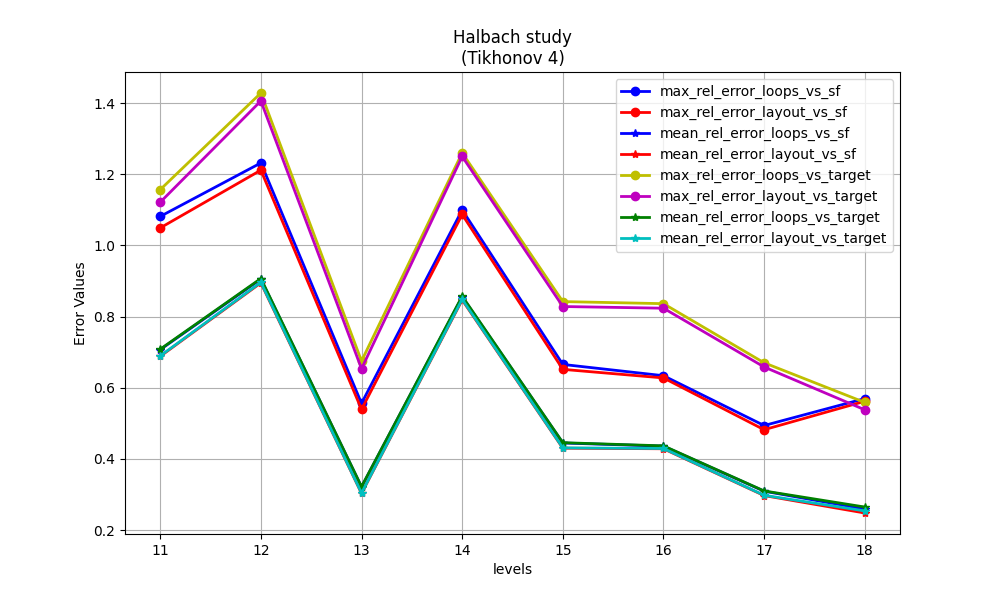 Halbach study
(Tikhonov 4)
max_rel_error_loops_vs_sf
max_rel_error_layout_vs_sf
mean_rel_error_loops_vs_sf
mean_rel_error_layout_vs_sf
max_rel_error_loops_vs_target
max_rel_error_layout_vs_target
mean_rel_error_loops_vs_target
mean_rel_error_layout_vs_target
Error Values
1.4
1.2
1.0
0.8
0.6
0.4
0.2
11 12 13 14 15 16 17 18
levels